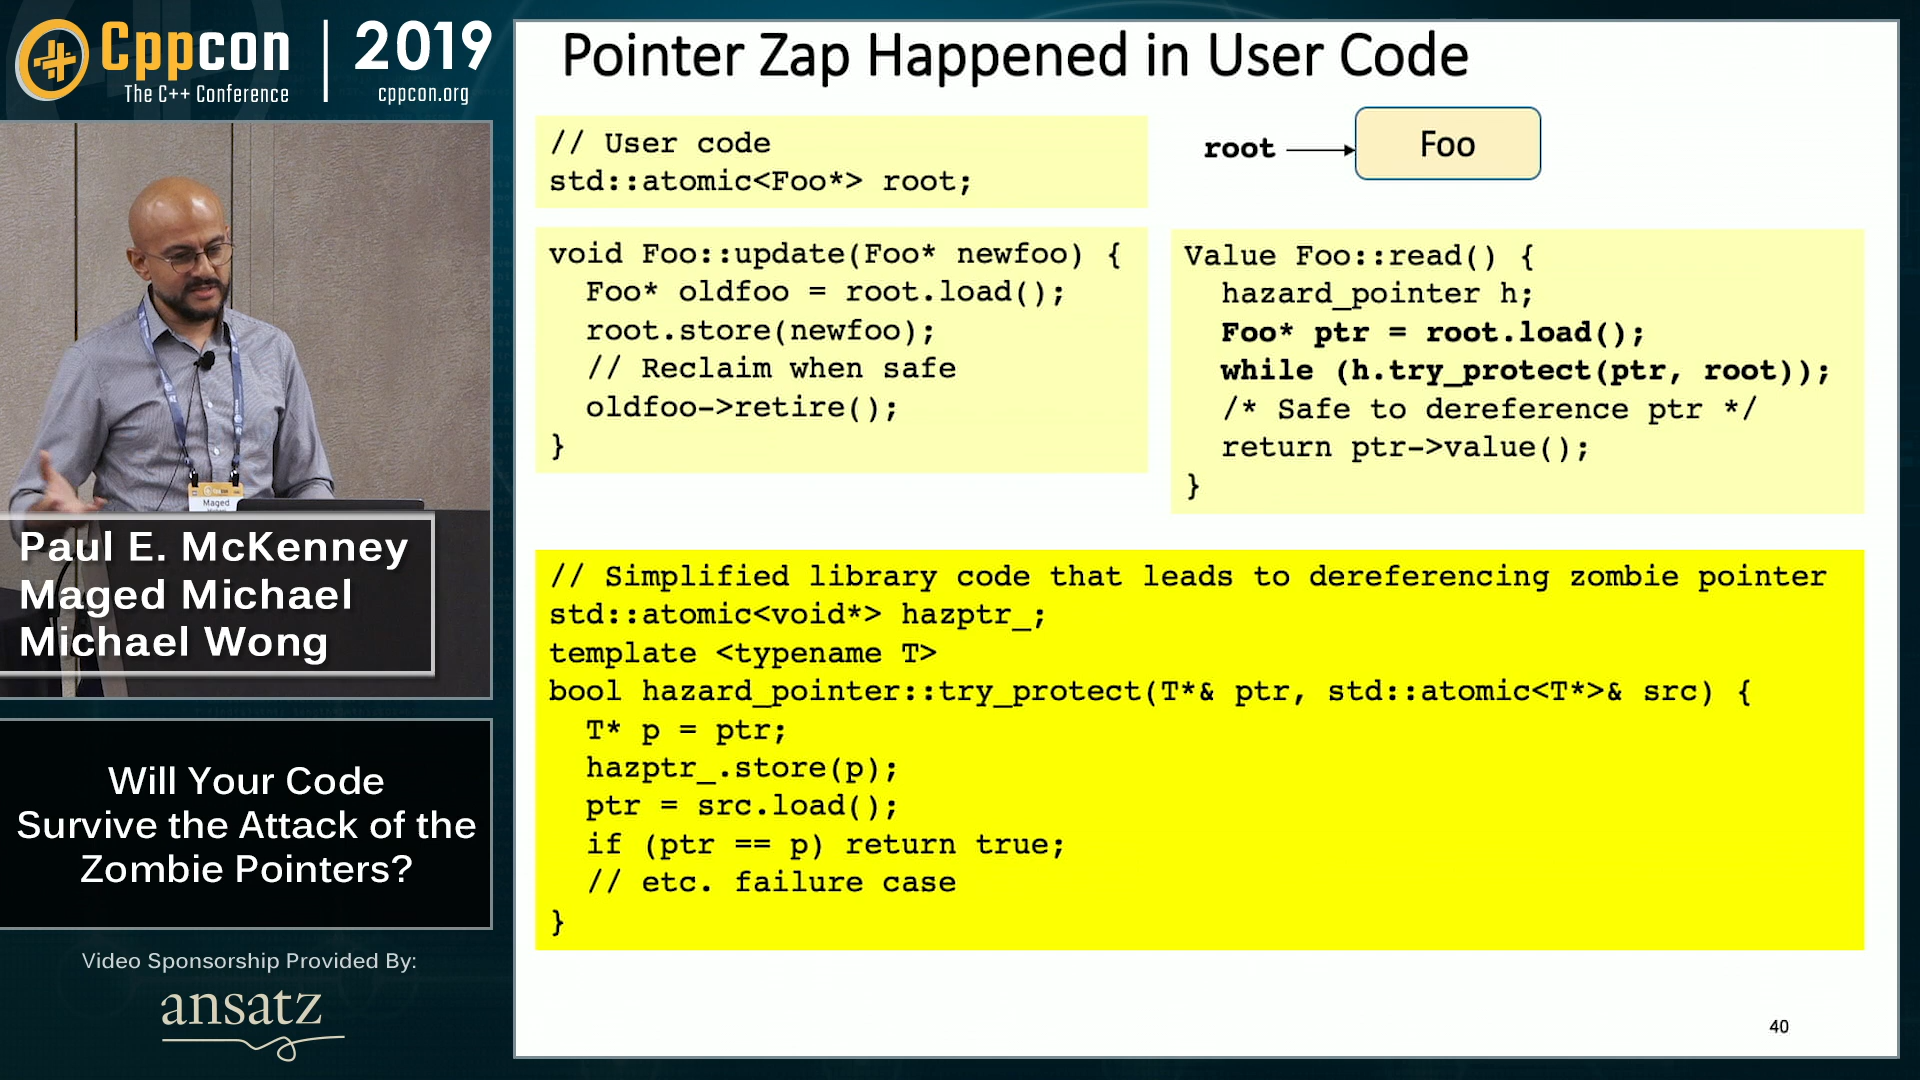 Cppcon
The C++ Conference
2019
cppcon.org
Maged
Paul E. McKenney
Maged Michael
Michael Wong
Will Your Code
Survive the Attack of the
Zombie Pointers?
Video Sponsorship Provided By:
ansatz
Pointer Zap Happened in User Code
// User code
std::atomic<Foo*> root;
root
Foo
void Foo::update(Foo* newfoo) {
  Foo* oldfoo = root.load();
  root.store(newfoo);
  // Reclaim when safe
  oldfoo->retire();
}
Value Foo::read() {
  hazard_pointer h;
  Foo* ptr = root.load();
  while (h.try_protect(ptr, root));
  /* Safe to dereference ptr */
  return ptr->value();
}
// Simplified library code that leads to dereferencing zombie pointer
std::atomic<void*> hazptr_;
template <typename T>
bool hazard_pointer::try_protect(T*& ptr, std::atomic<T*>& src) {
  T* p = ptr;
  hazptr_.store(p);
  ptr = src.load();
  if (ptr == p) return true;
  // etc. failure case
}
40